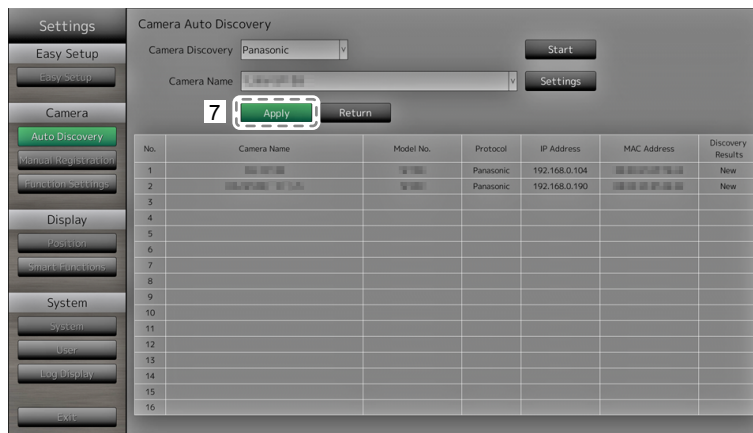 Settings
Easy Setup
Easy Setup
Camera
Auto Discovery
Manual Registration
Function Settings
Display
Position
Smart Functions
System
System
User
Log Display
Exit
Camera Auto Discovery
Camera Discovery Panasonic v Start
Camera Name v Settings
7 Apply Return
No. Camera Name Model No. Protocol IP Address MAC Address Discovery Results
1 Panasonic 192.168.0.104 New
2 Panasonic 192.168.0.190 New
3
4
5
6
7
8
9
10
11
12
13
14
15
16